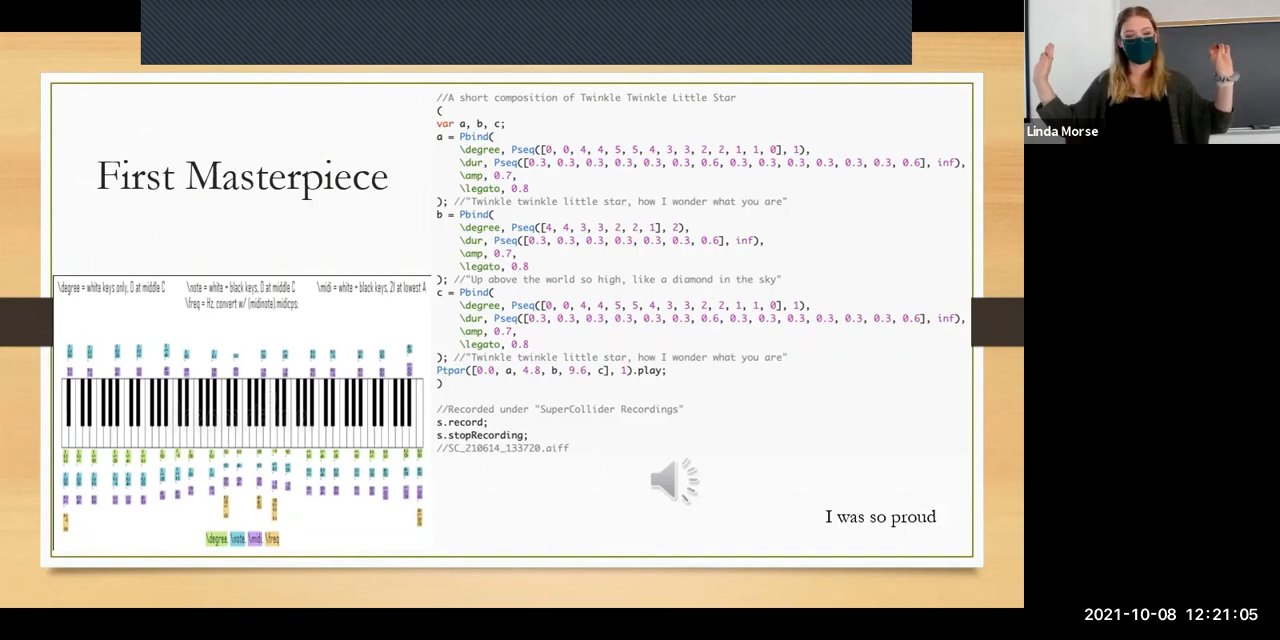 First Masterpiece
\degree = white keys only, 0 at middle C
\note = white + black keys, 0 at middle C
\midi = white + black keys, 21 at lowest A
\freq = Hz, convert w/ (midinote).midicps;
\degree \note \midi \freq
//A short composition of Twinkle Twinkle Little Star
(
var a, b, c;
a = Pbind(
\degree, Pseq([0, 0, 4, 4, 5, 5, 4, 3, 3, 2, 2, 1, 1, 0], 1),
\dur, Pseq([0.3, 0.3, 0.3, 0.3, 0.3, 0.3, 0.6, 0.3, 0.3, 0.3, 0.3, 0.3, 0.3, 0.6], inf),
\amp, 0.7,
\legato, 0.8
); //"Twinkle twinkle little star, how I wonder what you are"
b = Pbind(
\degree, Pseq([4, 4, 3, 3, 2, 2, 1], 2),
\dur, Pseq([0.3, 0.3, 0.3, 0.3, 0.3, 0.3, 0.6], inf),
\amp, 0.7,
\legato, 0.8
); //"Up above the world so high, like a diamond in the sky"
c = Pbind(
\degree, Pseq([0, 0, 4, 4, 5, 5, 4, 3, 3, 2, 2, 1, 1, 0], 1),
\dur, Pseq([0.3, 0.3, 0.3, 0.3, 0.3, 0.3, 0.6, 0.3, 0.3, 0.3, 0.3, 0.3, 0.3, 0.6], inf),
\amp, 0.7,
\legato, 0.8
); //"Twinkle twinkle little star, how I wonder what you are"
Ptpar([0.0, a, 4.8, b, 9.6, c], 1).play;
)
//Recorded under "SuperCollider Recordings"
s.record;
s.stopRecording;
//SC_210614_133720.aiff
I was so proud
Linda Morse
2021-10-08 12:21:05